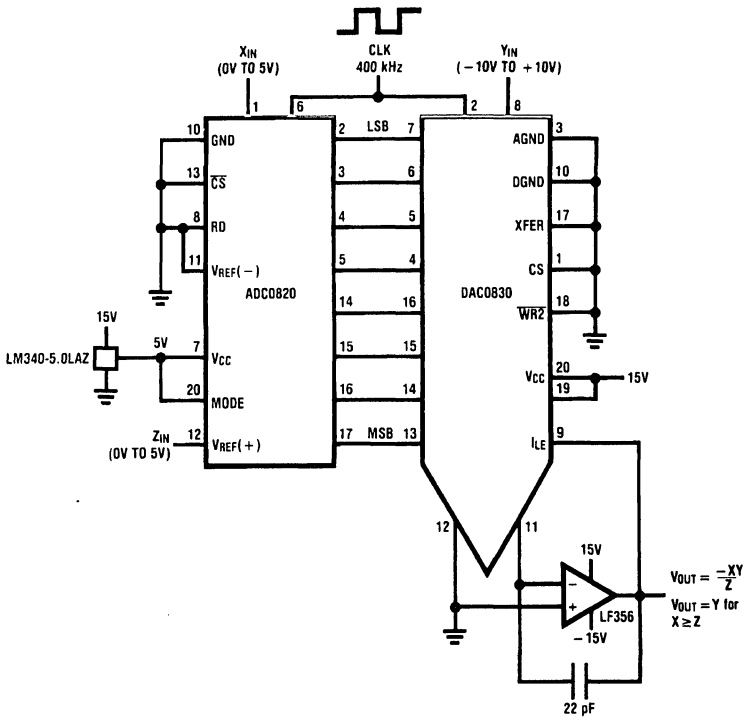 XIN
(0V TO 5V)
CLK
400 kHz
YIN
(−10V TO +10V)
1
6
2
8
10
GND
13
CS
8
RD
11
VREF(−)
ADC0820
15V
LM340-5.0LAZ
5V
7
VCC
20
MODE
ZIN
(0V TO 5V)
12
VREF(+)
2 LSB 7
3 6
4 5
5 4
14 16
15 15
16 14
17 MSB 13
DAC0830
AGND
3
DGND
10
XFER
17
CS
1
WR2
18
VCC
20
19
15V
ILE
9
12
11
15V
−
+
LF356
−15V
22 pF
VOUT = −XY/Z
VOUT = Y for
X ≥ Z